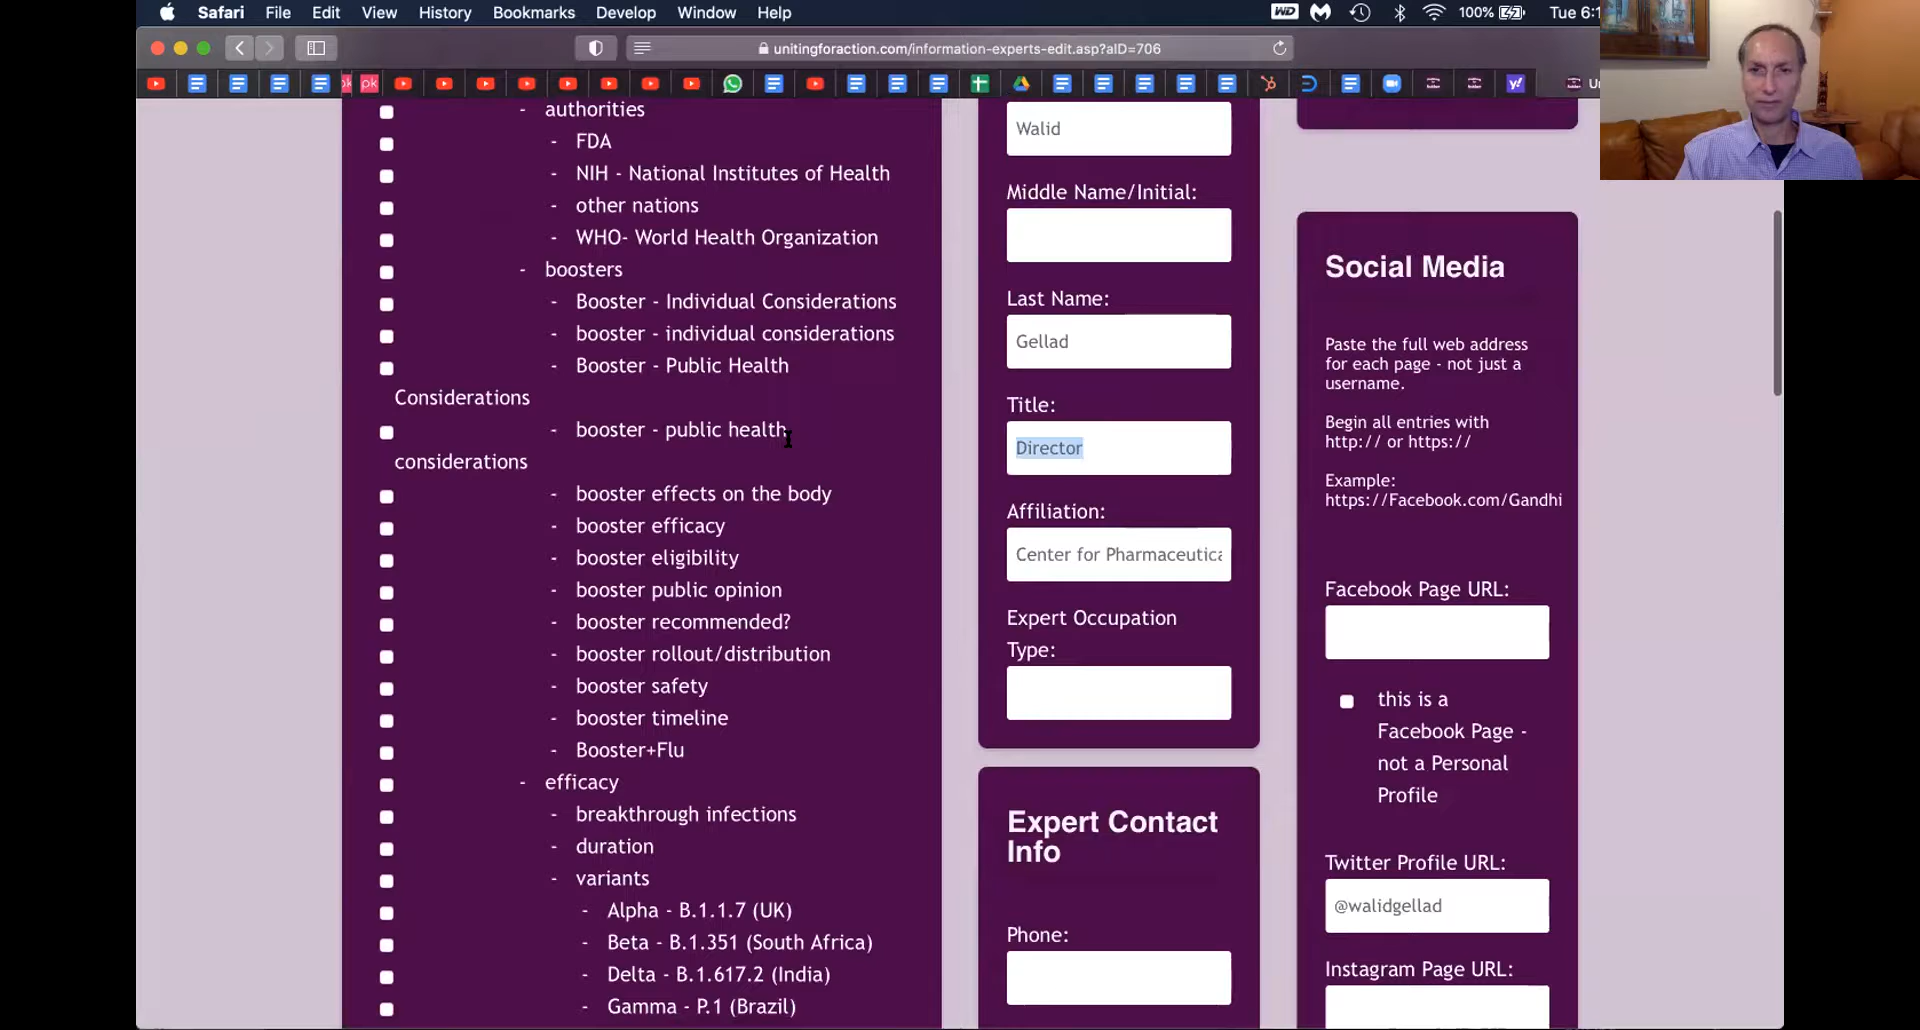 Safari File Edit View History Bookmarks Develop Window Help
100%
Tue 6:1
unitingforaction.com/information-experts-edit.asp?aID=706
- authorities
- FDA
- NIH - National Institutes of Health
- other nations
- WHO- World Health Organization
- boosters
- Booster - Individual Considerations
- booster - individual considerations
- Booster - Public Health
Considerations
- booster - public health
considerations
- booster effects on the body
- booster efficacy
- booster eligibility
- booster public opinion
- booster recommended?
- booster rollout/distribution
- booster safety
- booster timeline
- Booster+Flu
- efficacy
- breakthrough infections
- duration
- variants
- Alpha - B.1.1.7 (UK)
- Beta - B.1.351 (South Africa)
- Delta - B.1.617.2 (India)
- Gamma - P.1 (Brazil)
Walid
Middle Name/Initial:
Last Name:
Gellad
Title:
Director
Affiliation:
Center for Pharmaceutica
Expert Occupation
Type:
Expert Contact
Info
Phone:
Social Media
Paste the full web address
for each page - not just a
username.
Begin all entries with
http:// or https://
Example:
https://Facebook.com/Gandhi
Facebook Page URL:
this is a
Facebook Page -
not a Personal
Profile
Twitter Profile URL:
@walidgellad
Instagram Page URL: